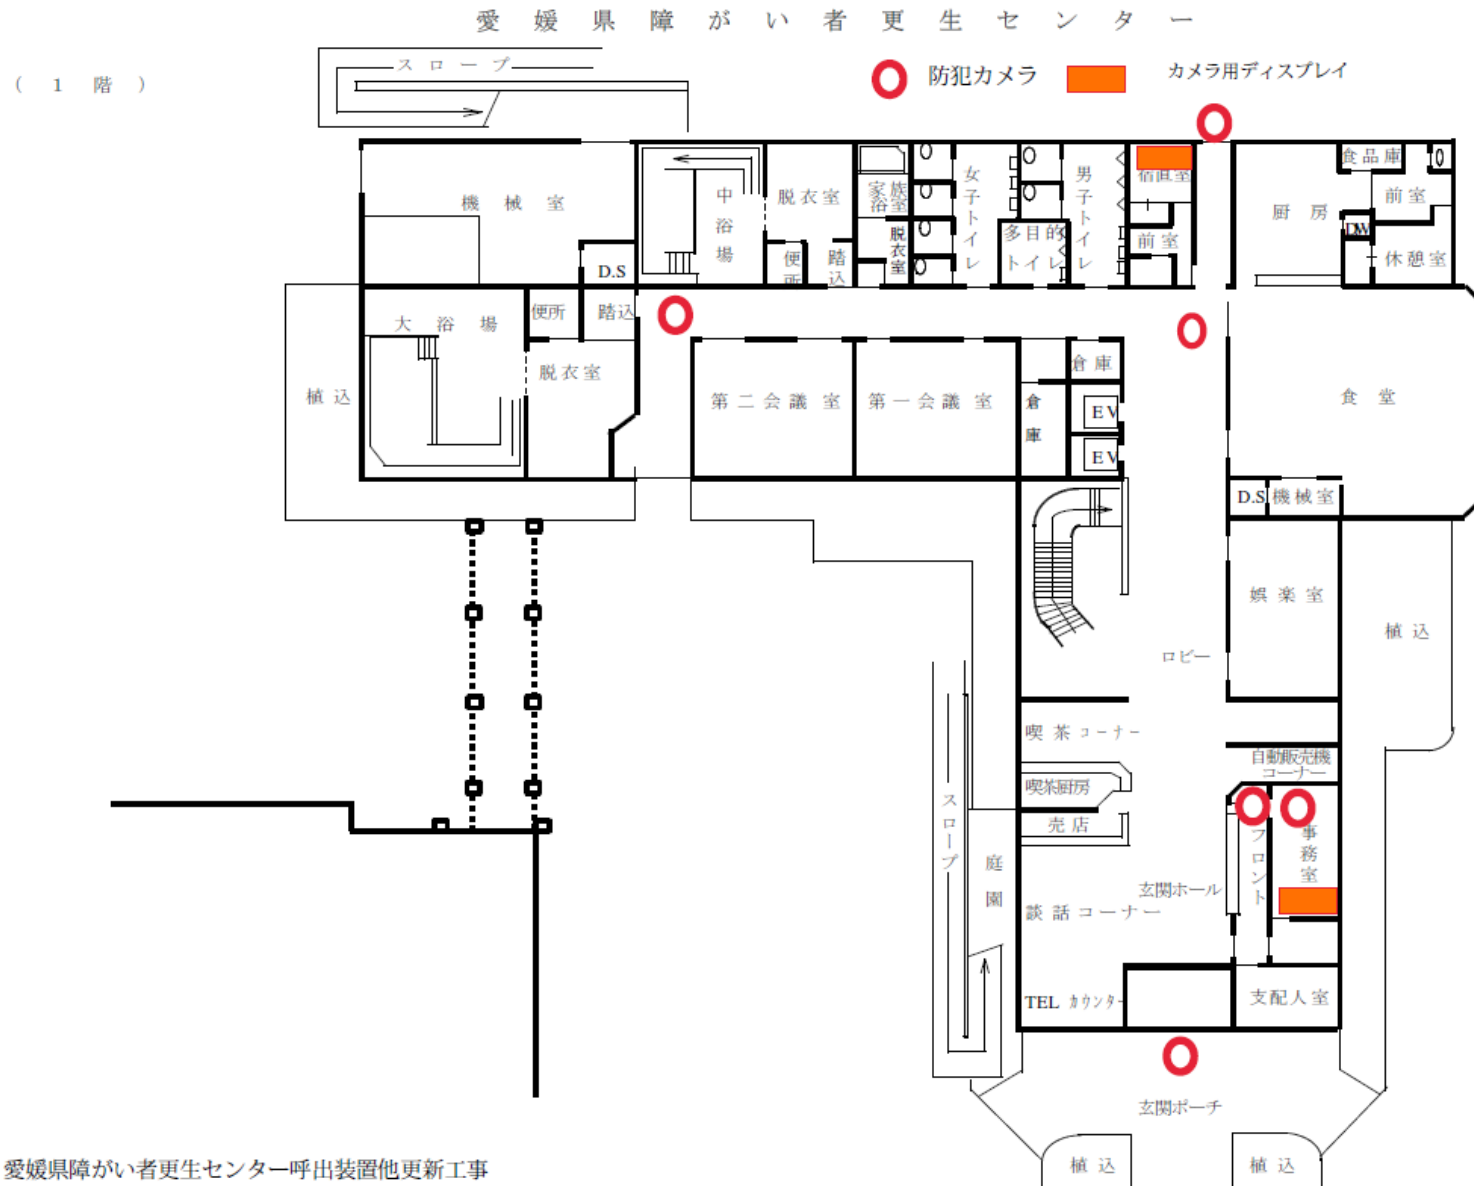 愛媛県障がい者更生センター
（１階）
スロープ
防犯カメラ
カメラ用ディスプレイ
機械室
中浴場
脱衣室
家族浴室
女子トイレ
男子トイレ
宿直室
厨房
食品庫
前室
D.S
便所
踏込
脱衣室
多目的トイレ
前室
DW
休憩室
大浴場
便所
踏込
脱衣室
植込
第二会議室
第一会議室
倉庫
倉庫
EV
EV
食堂
D.S
機械室
娯楽室
植込
ロビー
喫茶コーナー
自動販売機
コーナー
喫茶厨房
売店
スロープ
庭園
フロント
事務室
玄関ホール
談話コーナー
TEL カウンター
支配人室
玄関ポーチ
植込
植込
愛媛県障がい者更生センター呼出装置他更新工事